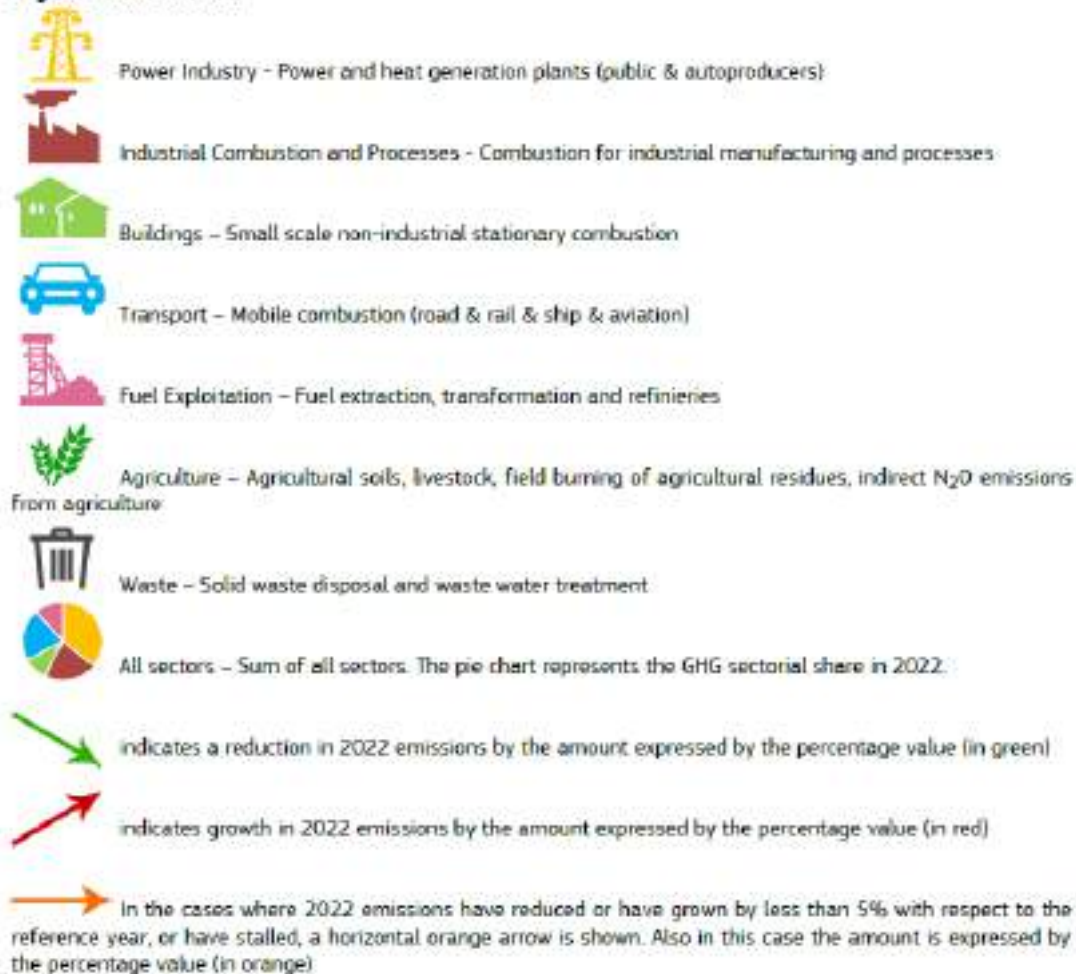 Power Industry - Power and heat generation plants (public & autoproducers)
Industrial Combustion and Processes - Combustion for industrial manufacturing and processes
Buildings – Small scale non-industrial stationary combustion
Transport – Mobile combustion (road & rail & ship & aviation)
Fuel Exploitation – Fuel extraction, transformation and refinieries
Agriculture – Agricultural soils, livestock, field burning of agricultural residues, indirect N₂O emissions
from agriculture
Waste – Solid waste disposal and waste water treatment
All sectors – Sum of all sectors. The pie chart represents the GHG sectorial share in 2022.
indicates a reduction in 2022 emissions by the amount expressed by the percentage value (in green)
indicates growth in 2022 emissions by the amount expressed by the percentage value (in red)
In the cases where 2022 emissions have reduced or have grown by less than 5% with respect to the
reference year, or have stalled, a horizontal orange arrow is shown. Also in this case the amount is expressed by
the percentage value (in orange)